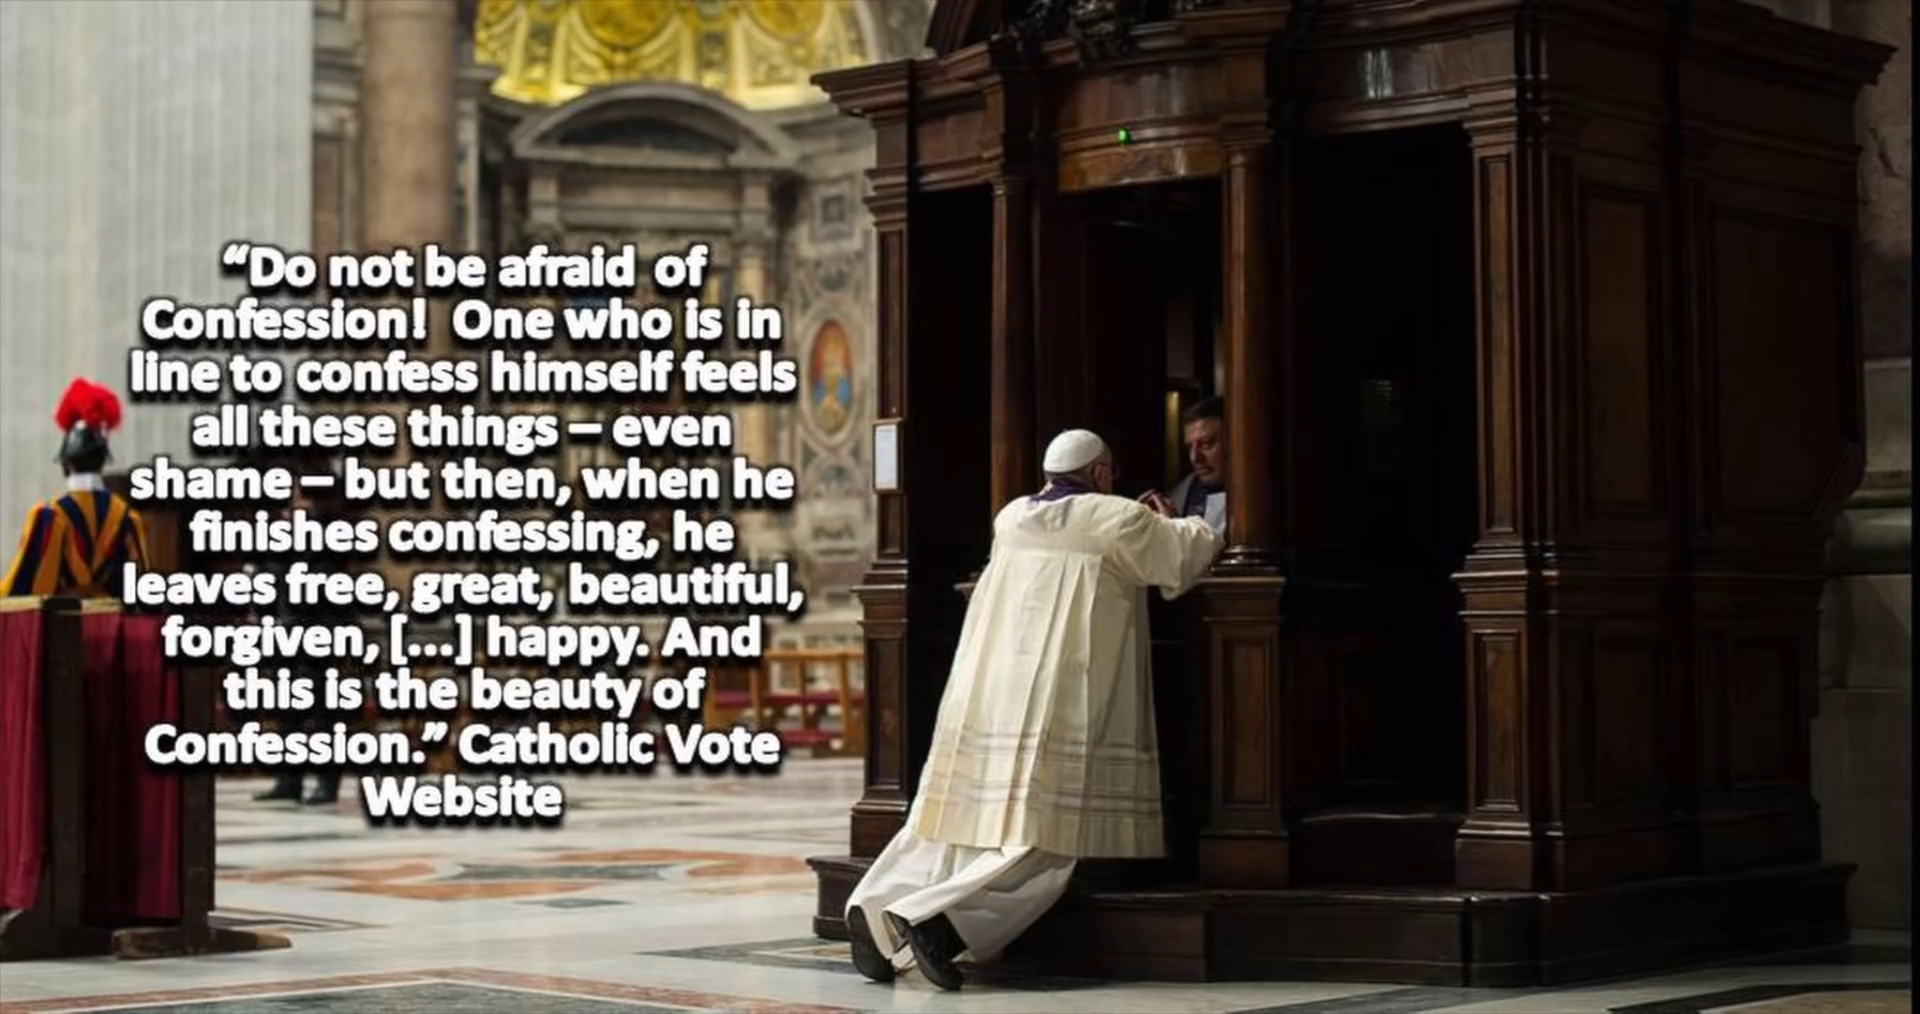 “Do not be afraid of
Confession!  One who is in
line to confess himself feels
all these things – even
shame – but then, when he
finishes confessing, he
leaves free, great, beautiful,
forgiven, [...] happy. And
this is the beauty of
Confession.” Catholic Vote
Website